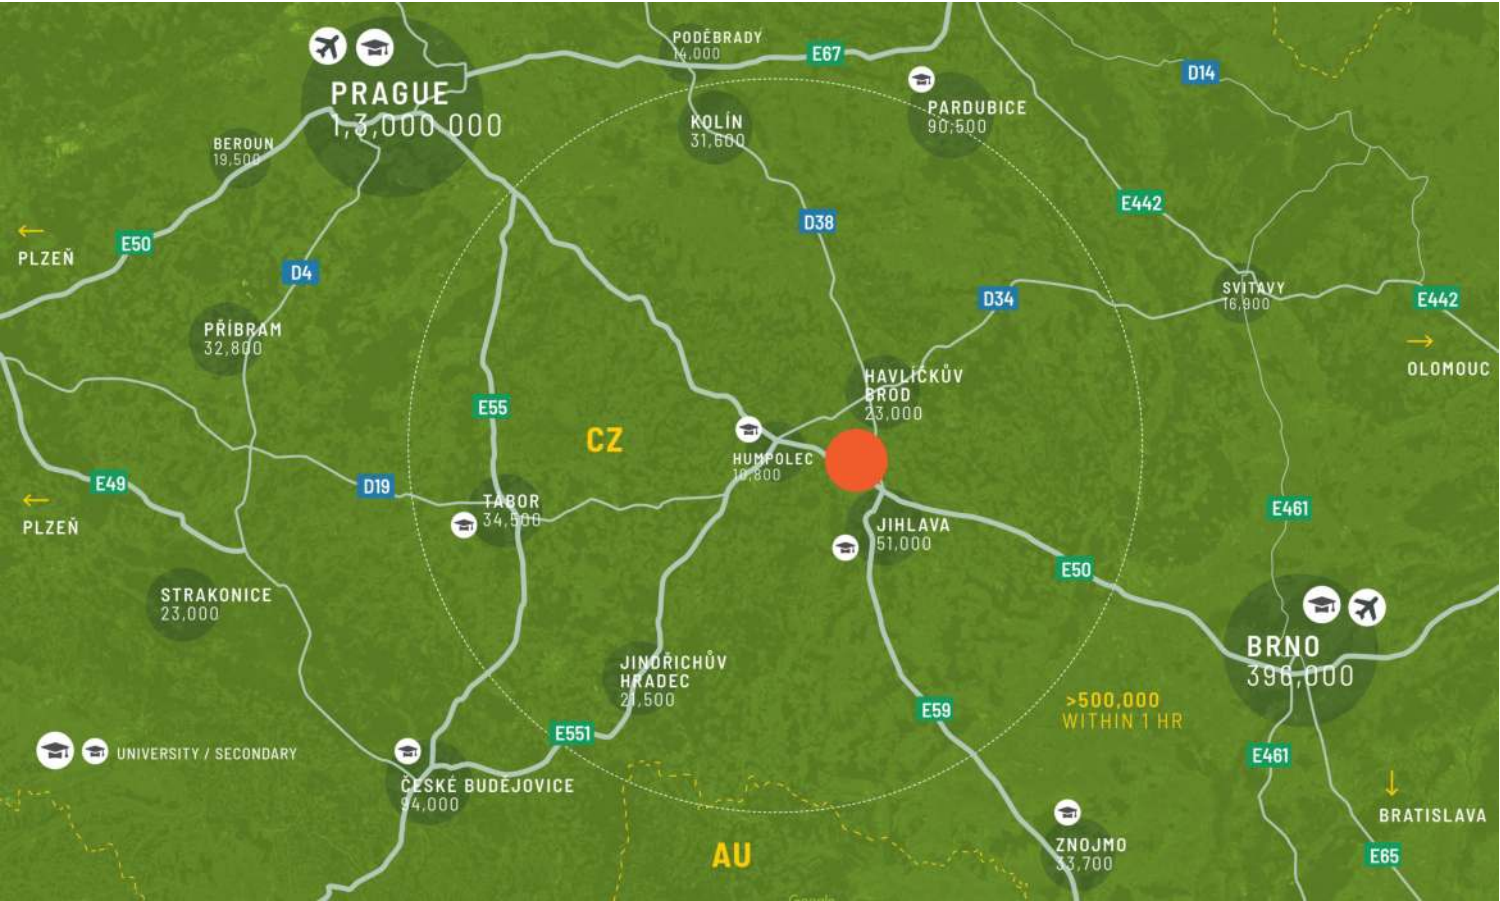 PODĚBRADY
14,000
E67
D14
PRAGUE
1,3,000 000
PARDUBICE
90,500
KOLÍN
31,600
BEROUN
19,500
E442
D38
E50
PLZEŇ
D4
SVITAVY
16,900
D34
E442
PŘÍBRAM
32,800
OLOMOUC
HAVLÍČKŮV
BROD
23,000
E55
CZ
HUMPOLEC
10,800
E49
D19
PLZEŇ
TÁBOR
34,500
E461
JIHLAVA
51,000
E50
STRAKONICE
23,000
BRNO
396,000
JINDŘICHŮV
HRADEC
21,500
>500,000
WITHIN 1 HR
E59
E551
UNIVERSITY / SECONDARY
E461
ČESKÉ BUDĚJOVICE
94,000
BRATISLAVA
ZNOJMO
33,700
AU
E65
Google